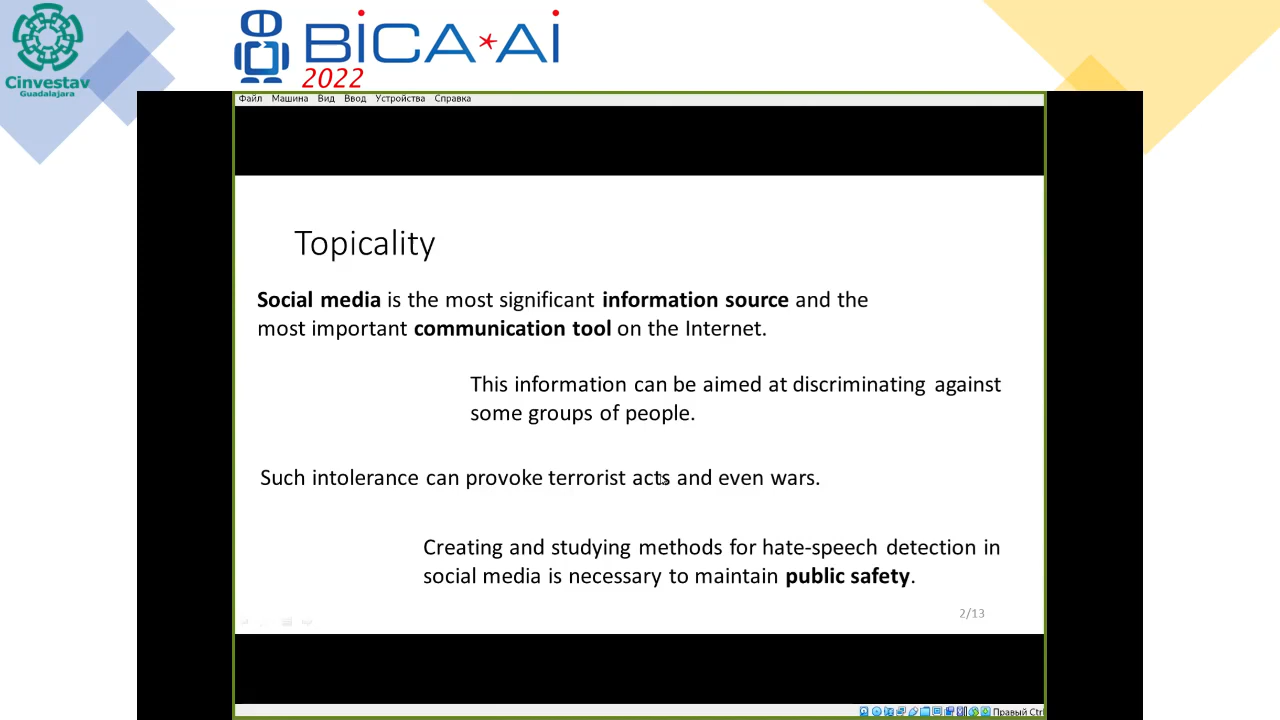 Cinvestav
Guadalajara
BiCA*Ai
2022
Файл Машина Вид Ввод Устройства Справка
Topicality
Social media is the most significant information source and the
most important communication tool on the Internet.
This information can be aimed at discriminating against
some groups of people.
Such intolerance can provoke terrorist acts and even wars.
Creating and studying methods for hate-speech detection in
social media is necessary to maintain public safety.
2/13
Правый Ctrl